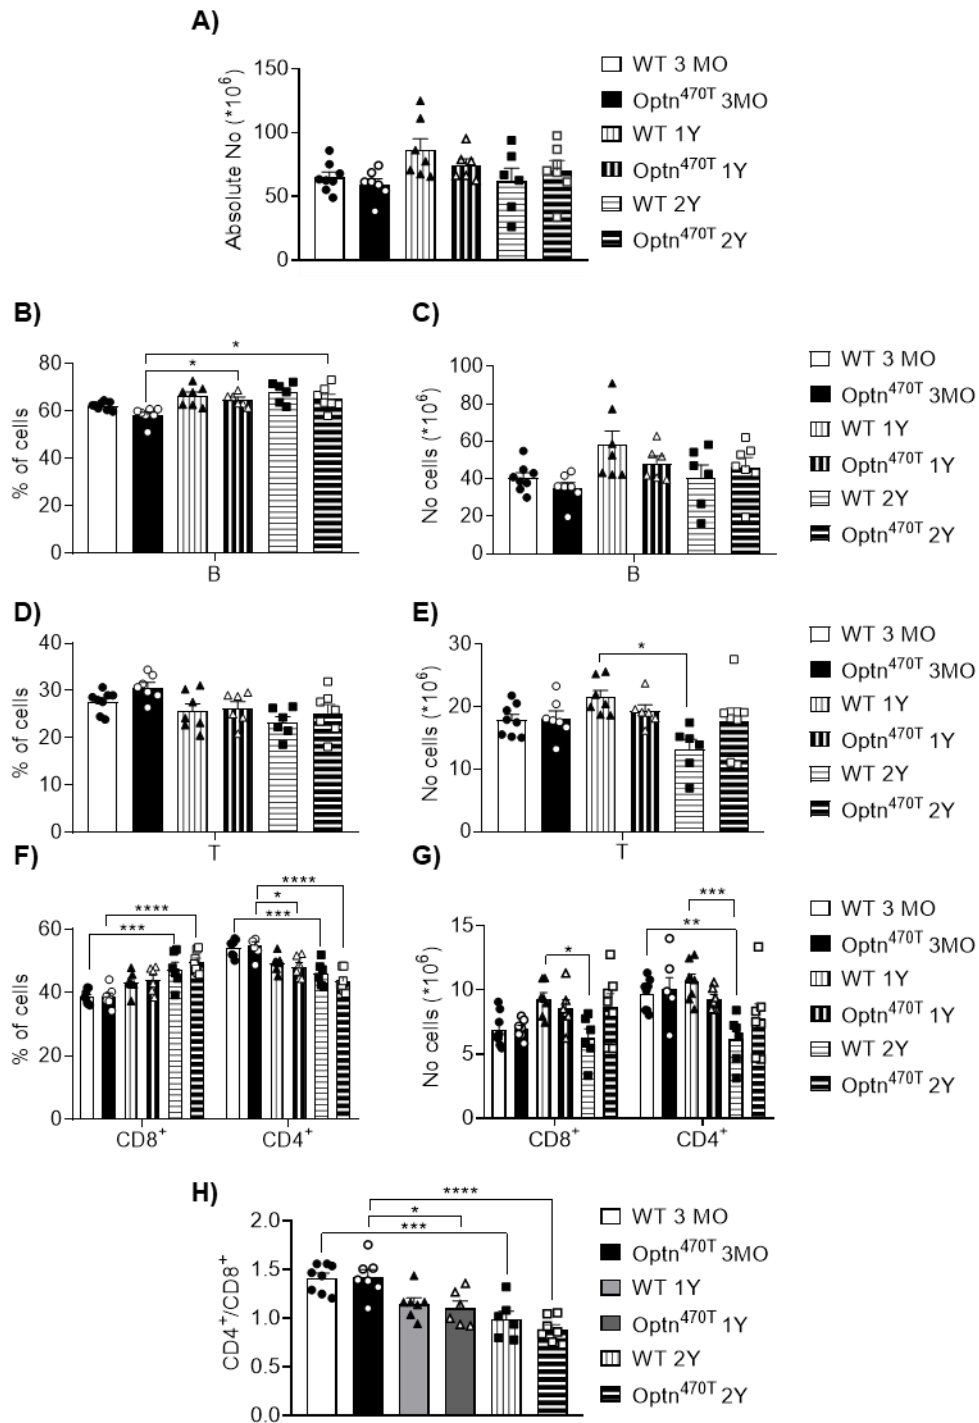 A)
Absolute No (*10⁶)
150
100
50
0
WT 3 MO
Optn⁴⁷⁰ᵀ 3MO
WT 1Y
Optn⁴⁷⁰ᵀ 1Y
WT 2Y
Optn⁴⁷⁰ᵀ 2Y
B)
% of cells
80
60
40
20
0
*
*
B
C)
No cells (*10⁶)
100
80
60
40
20
0
B
WT 3 MO
Optn⁴⁷⁰ᵀ 3MO
WT 1Y
Optn⁴⁷⁰ᵀ 1Y
WT 2Y
Optn⁴⁷⁰ᵀ 2Y
D)
% of cells
40
30
20
10
0
T
E)
No cells (*10⁶)
30
20
10
0
*
T
WT 3 MO
Optn⁴⁷⁰ᵀ 3MO
WT 1Y
Optn⁴⁷⁰ᵀ 1Y
WT 2Y
Optn⁴⁷⁰ᵀ 2Y
F)
% of cells
60
40
20
0
****
***
****
*
***
CD8⁺
CD4⁺
G)
No cells (*10⁶)
15
10
5
0
*
***
**
CD8⁺
CD4⁺
WT 3 MO
Optn⁴⁷⁰ᵀ 3MO
WT 1Y
Optn⁴⁷⁰ᵀ 1Y
WT 2Y
Optn⁴⁷⁰ᵀ 2Y
H)
CD4⁺/CD8⁺
2.0
1.5
1.0
0.5
0.0
****
*
***
WT 3 MO
Optn⁴⁷⁰ᵀ 3MO
WT 1Y
Optn⁴⁷⁰ᵀ 1Y
WT 2Y
Optn⁴⁷⁰ᵀ 2Y